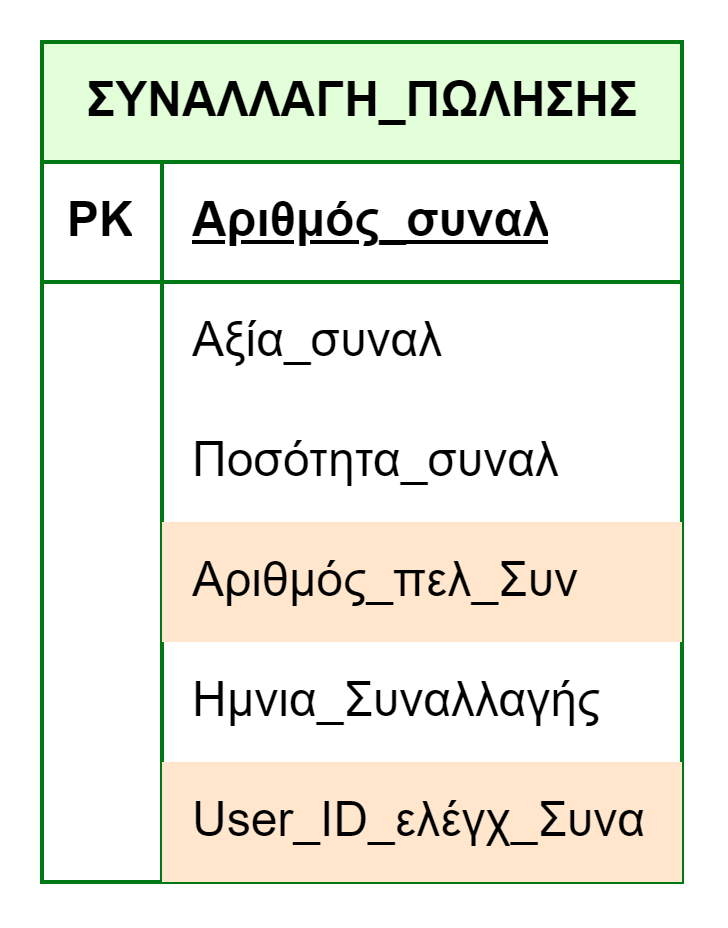 ΣΥΝΑΛΛΑΓΗ_ΠΩΛΗΣΗΣ
PK Αριθμός_συναλ
Αξία_συναλ
Ποσότητα_συναλ
Αριθμός_πελ_Συν
Ημνια_Συναλλαγής
User_ID_ελέγχ_Συνα